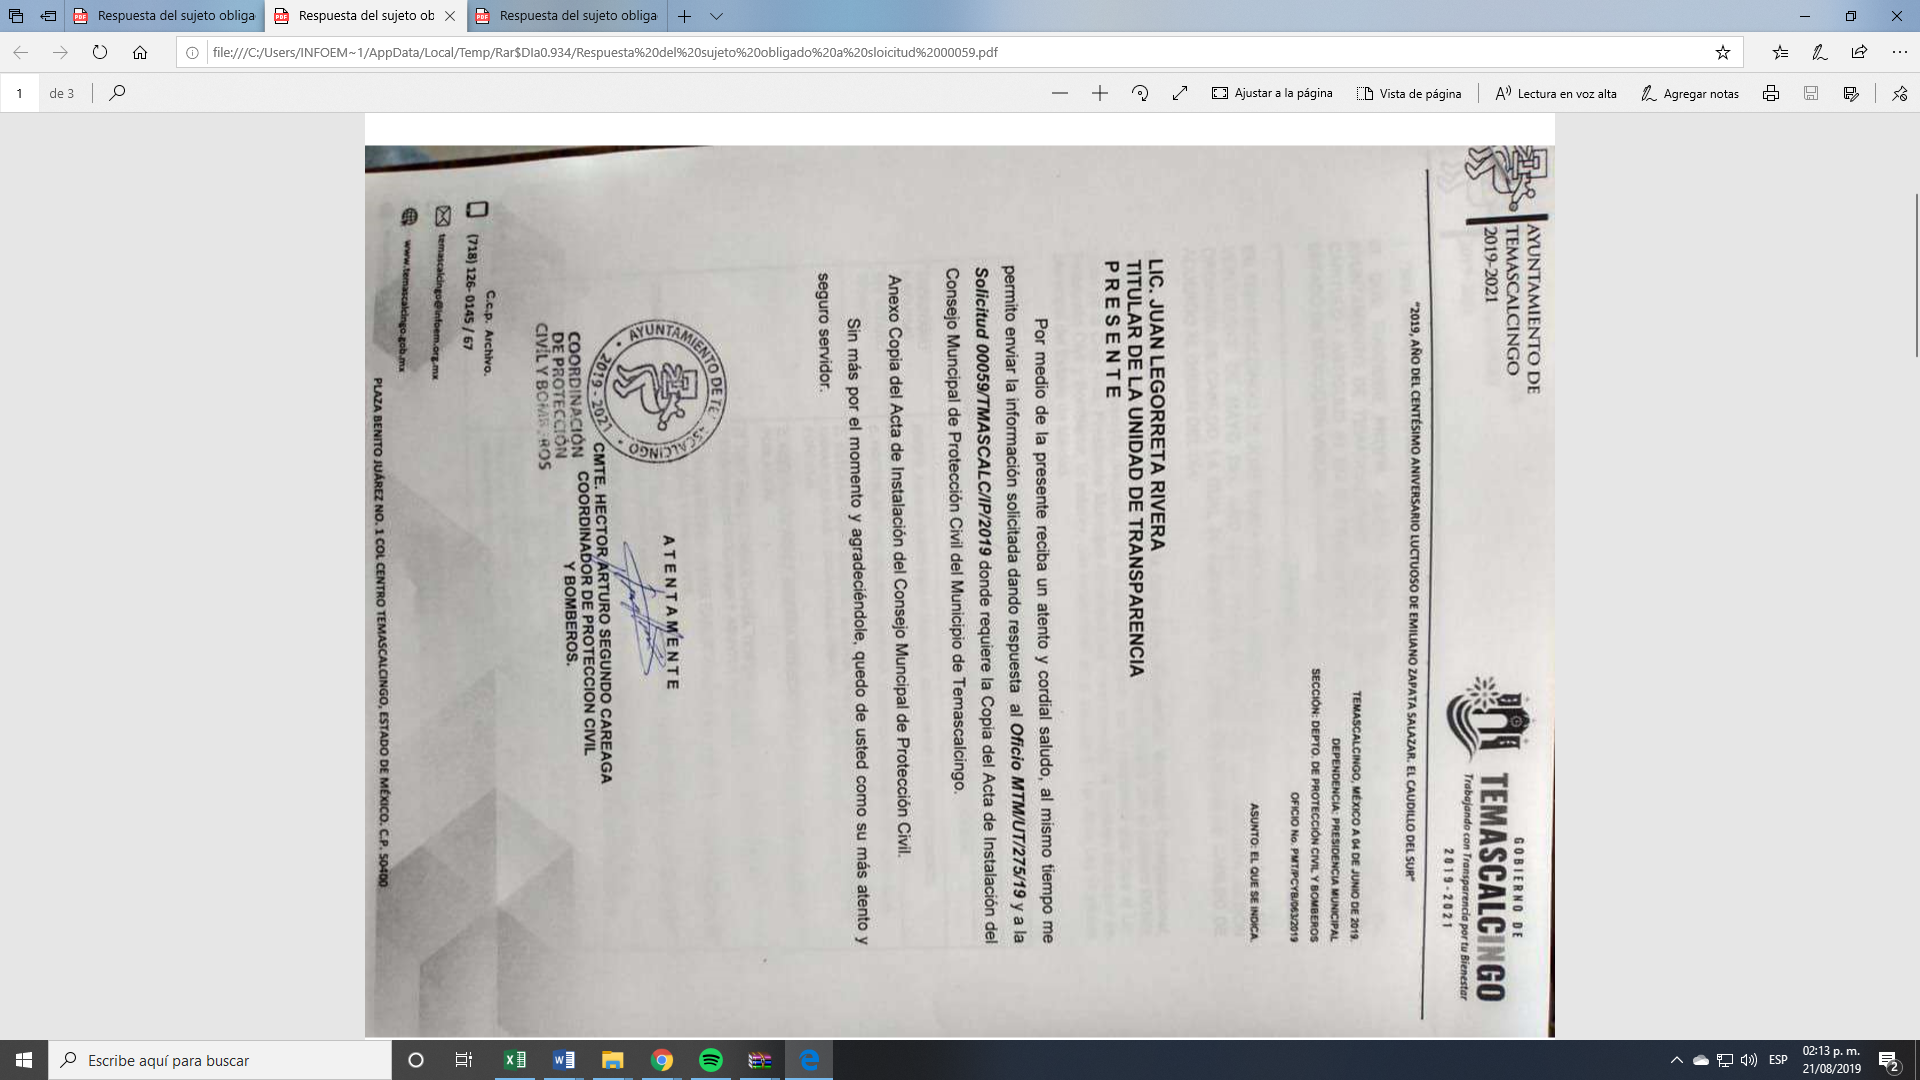 Respuesta del sujeto obliga
Respuesta del sujeto ob
Respuesta del sujeto obliga
file:///C:/Users/INFOEM~1/AppData/Local/Temp/Rar$DIa0.934/Respuesta%20del%20sujeto%20obligado%20a%20sloicitud%2000059.pdf
1 de 3
Ajustar a la página
Vista de página
Lectura en voz alta
Agregar notas
AYUNTAMIENTO DE
TEMASCALCINGO
2019-2021
GOBIERNO DE
TEMASCALCINGO
Trabajando con Transparencia por tu Bienestar
2019-2021
"2019, AÑO DEL CENTÉSIMO ANIVERSARIO LUCTUOSO DE EMILIANO ZAPATA SALAZAR. EL CAUDILLO DEL SUR"
TEMASCALCINGO, MÉXICO A 04 DE JUNIO DE 2019.
DEPENDENCIA: PRESIDENCIA MUNICIPAL
SECCIÓN: DEPTO. DE PROTECCIÓN CIVIL Y BOMBEROS
OFICIO No. PMT/PCYB/063/2019
ASUNTO: EL QUE SE INDICA.
LIC. JUAN LEGORRETA RIVERA
TITULAR DE LA UNIDAD DE TRANSPARENCIA
P R E S E N T E
Por medio de la presente reciba un atento y cordial saludo, al mismo tiempo me
permito enviar la información solicitada dando respuesta al Oficio MTM/UT/275/19 y a la
Solicitud 00059/TMASCALC/IP/2019 donde requiere la Copia del Acta de Instalación del
Consejo Municipal de Protección Civil del Municipio de Temascalcingo.
Anexo Copia del Acta de Instalación del Consejo Muncipal de Protección Civil.
Sin más por el momento y agradeciéndole, quedo de usted como su más atento y
seguro servidor.
A T E N T A M E N T E
AYUNTAMIENTO DE TEMASCALCINGO
2019-2021
COORDINACIÓN
DE PROTECCIÓN
CIVIL Y BOMBEROS
CMTE. HECTOR ARTURO SEGUNDO CAREAGA
COORDINADOR DE PROTECCION CIVIL
Y BOMBEROS.
C.c.p. Archivo.
(718) 126- 0145 / 67
temascalcingo@infoem.org.mx
www.temascalcingo.gob.mx
PLAZA BENITO JUÁREZ NO. 1 COL CENTRO TEMASCALCINGO, ESTADO DE MÉXICO. C.P. 50400
Escribe aquí para buscar
ESP
02:13 p. m.
21/08/2019
2